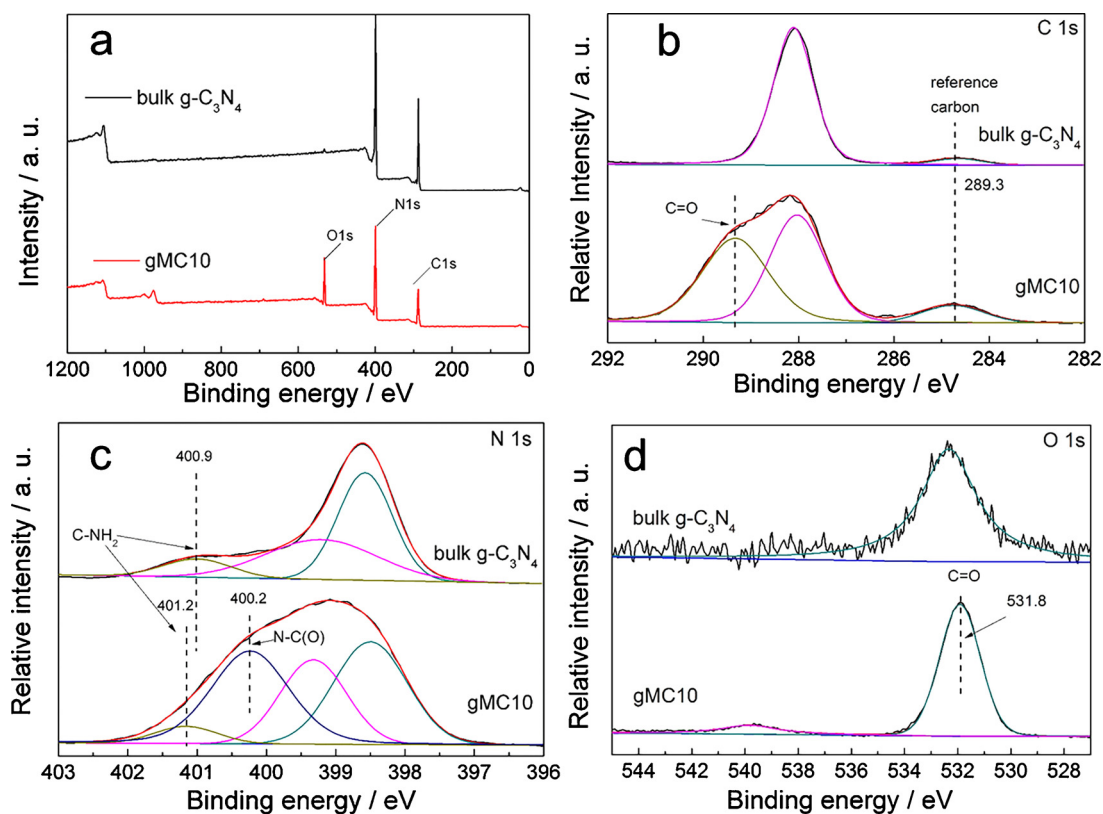 a
bulk g-C₃N₄
N1s
O1s
gMC10
C1s
Intensity / a. u.
1200 1000 800 600 400 200 0
Binding energy / eV
b
C 1s
reference
carbon
bulk g-C₃N₄
289.3
C=O
gMC10
Relative Intensity / a. u.
292 290 288 286 284 282
Binding energy / eV
c
N 1s
400.9
C-NH₂
bulk g-C₃N₄
401.2
400.2
N-C(O)
gMC10
Relative intensity / a. u.
403 402 401 400 399 398 397 396
Binding energy / eV
d
O 1s
bulk g-C₃N₄
C=O
531.8
gMC10
Relative intensity / a. u.
544 542 540 538 536 534 532 530 528
Binding energy / eV